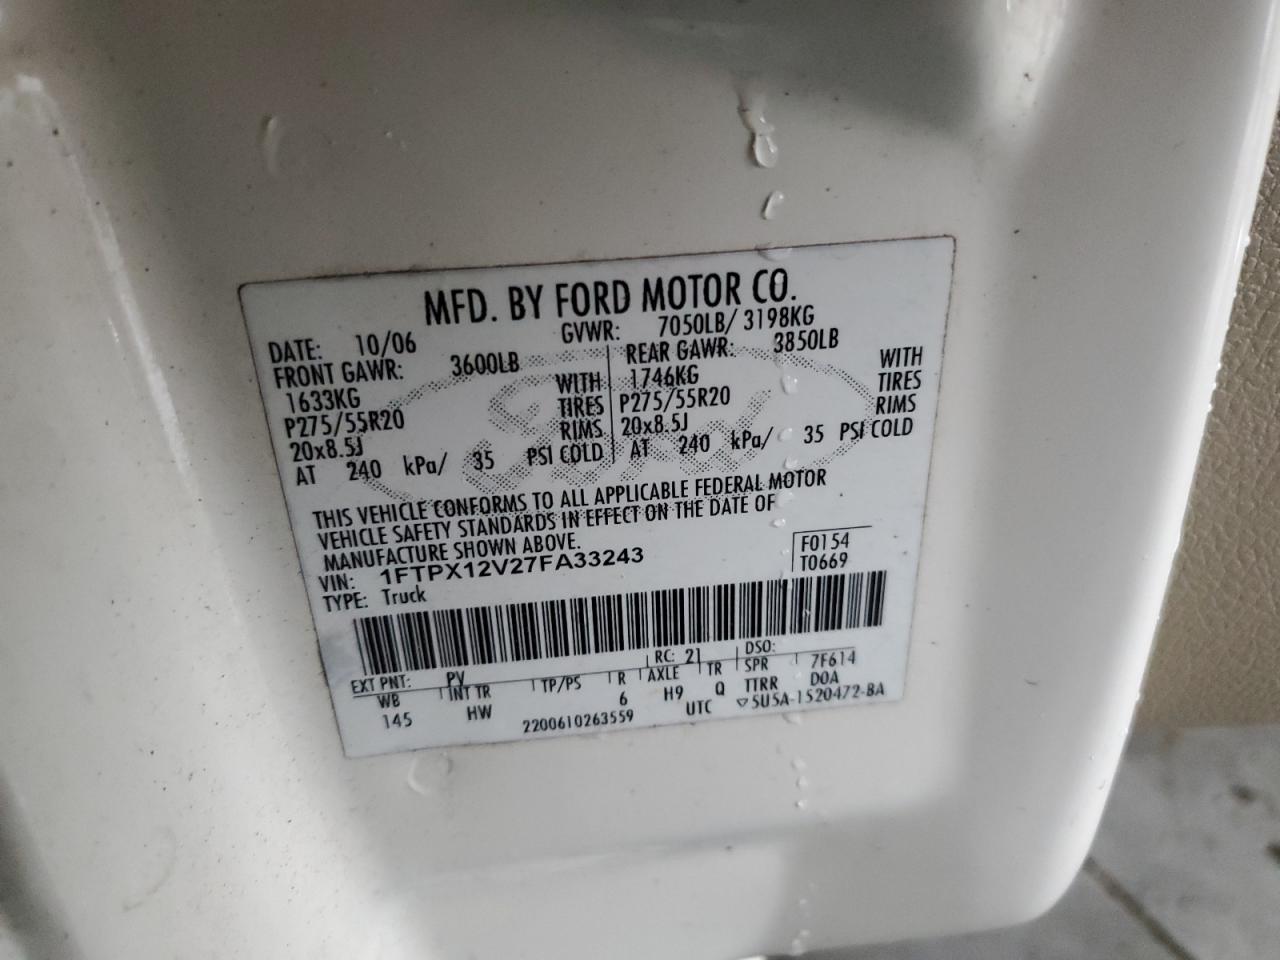 MFD. BY FORD MOTOR CO.
DATE: 10/06 GVWR: 7050LB/ 3198KG
FRONT GAWR: 3600LB REAR GAWR: 3850LB
1633KG WITH 1746KG WITH
P275/55R20 TIRES P275/55R20 TIRES
20x8.5J RIMS 20x8.5J RIMS
AT 240 kPa/ 35 PSI COLD AT 240 kPa/ 35 PSI COLD
THIS VEHICLE CONFORMS TO ALL APPLICABLE FEDERAL MOTOR
VEHICLE SAFETY STANDARDS IN EFFECT ON THE DATE OF
MANUFACTURE SHOWN ABOVE.
VIN: 1FTPX12V27FA33243 F0154
TYPE: Truck T0669
EXT PNT: PV RC: 21 DSO:
WB INT TR TP/PS R AXLE TR SPR 7F614
145 HW 6 H9 Q TTRR DOA
2200610263559 UTC ▽5U5A-1520472-BA